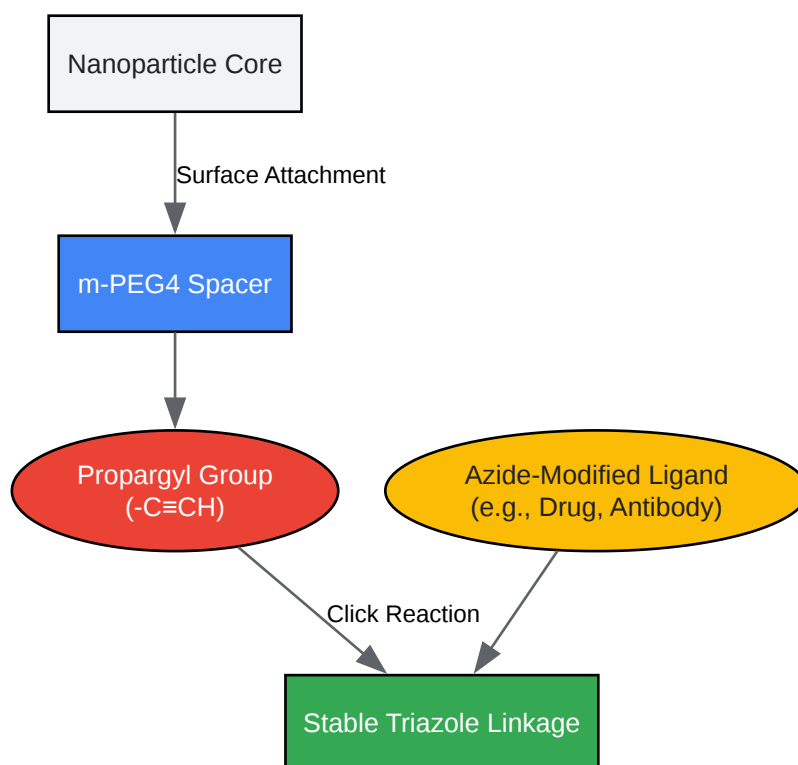 Nanoparticle Core
Surface Attachment
m-PEG4 Spacer
Propargyl Group
(-C≡CH)
Azide-Modified Ligand
(e.g., Drug, Antibody)
Click Reaction
Stable Triazole Linkage